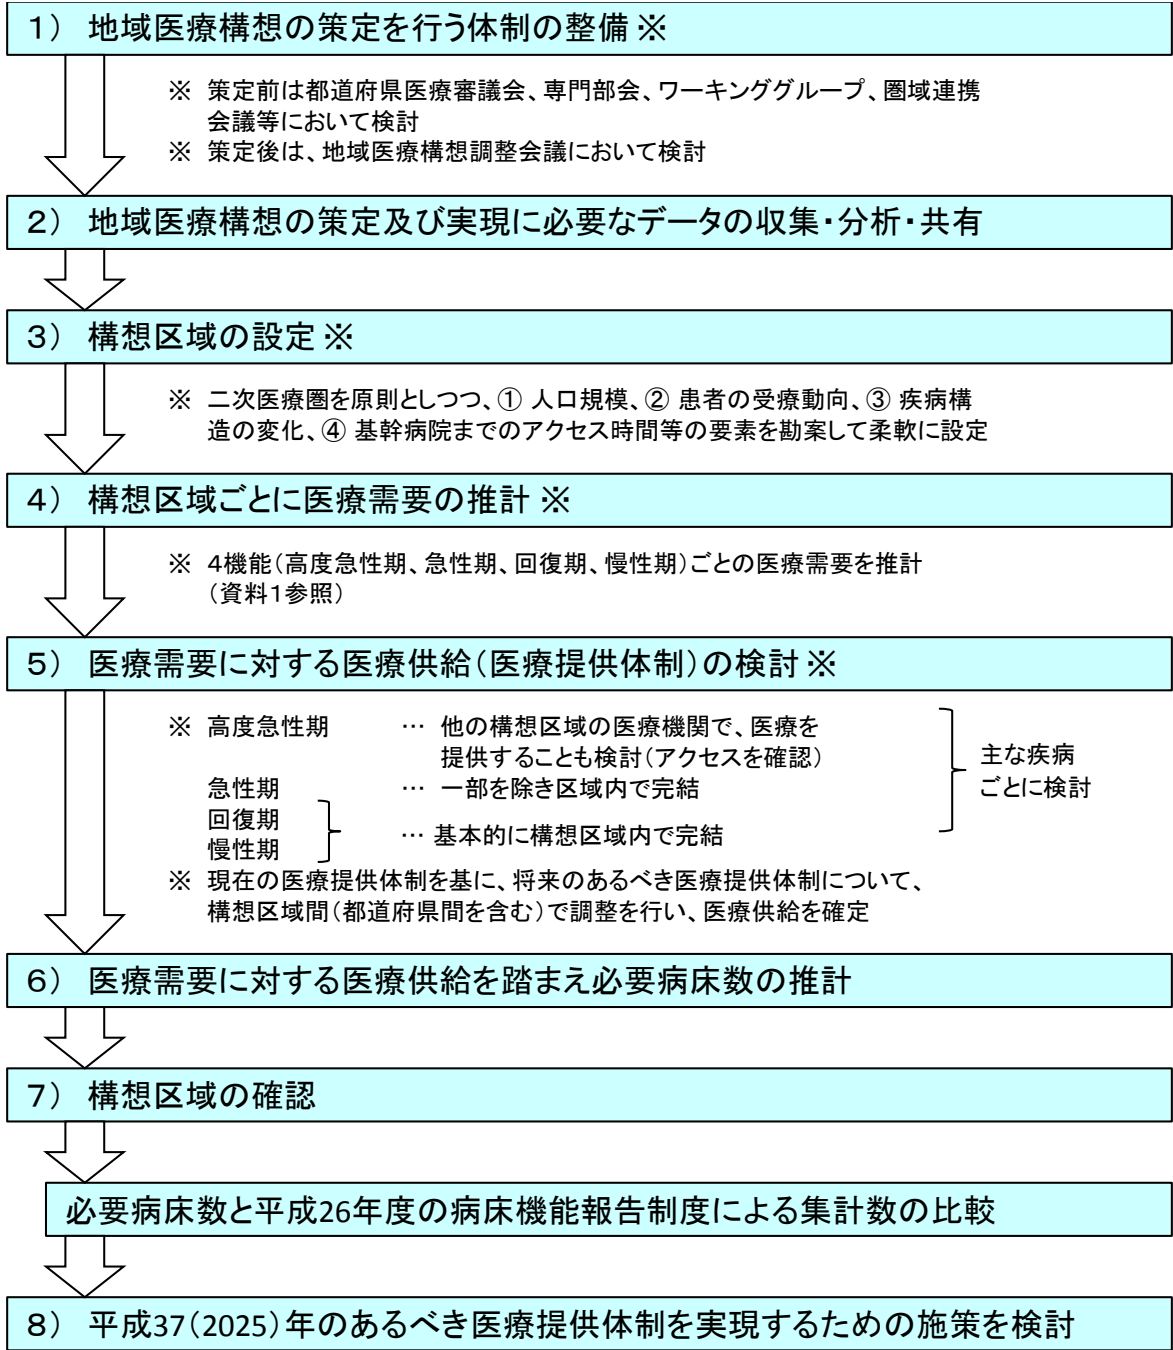 １） 地域医療構想の策定を行う体制の整備 ※
※ 策定前は都道府県医療審議会、専門部会、ワーキンググループ、圏域連携
会議等において検討
※ 策定後は、地域医療構想調整会議において検討
２） 地域医療構想の策定及び実現に必要なデータの収集・分析・共有
３） 構想区域の設定 ※
※ 二次医療圏を原則としつつ、① 人口規模、② 患者の受療動向、③ 疾病構
造の変化、④ 基幹病院までのアクセス時間等の要素を勘案して柔軟に設定
４） 構想区域ごとに医療需要の推計 ※
※ ４機能（高度急性期、急性期、回復期、慢性期）ごとの医療需要を推計
（資料１参照）
５） 医療需要に対する医療供給（医療提供体制）の検討 ※
※ 高度急性期 … 他の構想区域の医療機関で、医療を
提供することも検討（アクセスを確認）
急性期 … 一部を除き区域内で完結
回復期
慢性期
… 基本的に構想区域内で完結
主な疾病
ごとに検討
※ 現在の医療提供体制を基に、将来のあるべき医療提供体制について、
構想区域間（都道府県間を含む）で調整を行い、医療供給を確定
６） 医療需要に対する医療供給を踏まえ必要病床数の推計
７） 構想区域の確認
必要病床数と平成26年度の病床機能報告制度による集計数の比較
８） 平成37（2025）年のあるべき医療提供体制を実現するための施策を検討